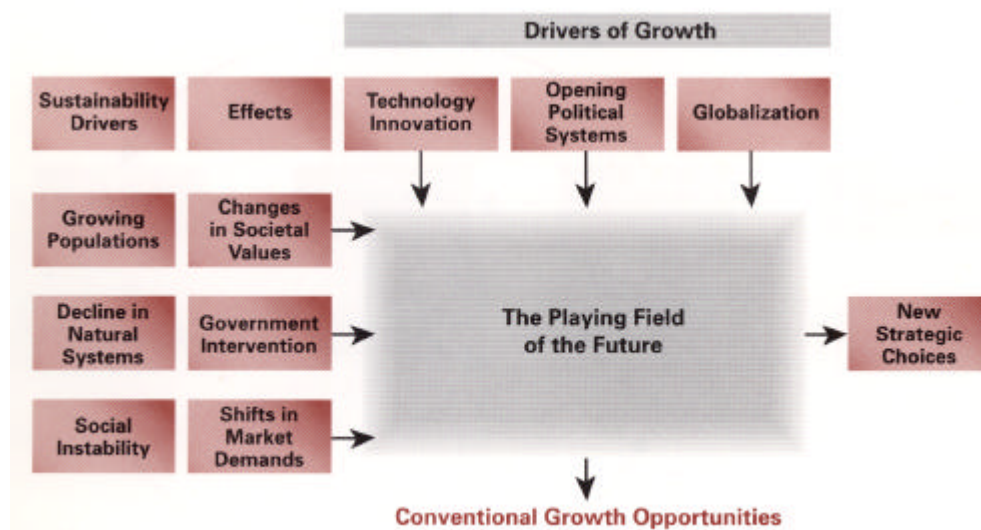 Drivers of Growth
Sustainability
Drivers
Effects
Technology
Innovation
Opening
Political
Systems
Globalization
Growing
Populations
Changes
in Societal
Values
Decline in
Natural
Systems
Government
Intervention
The Playing Field
of the Future
New
Strategic
Choices
Social
Instability
Shifts in
Market
Demands
Conventional Growth Opportunities